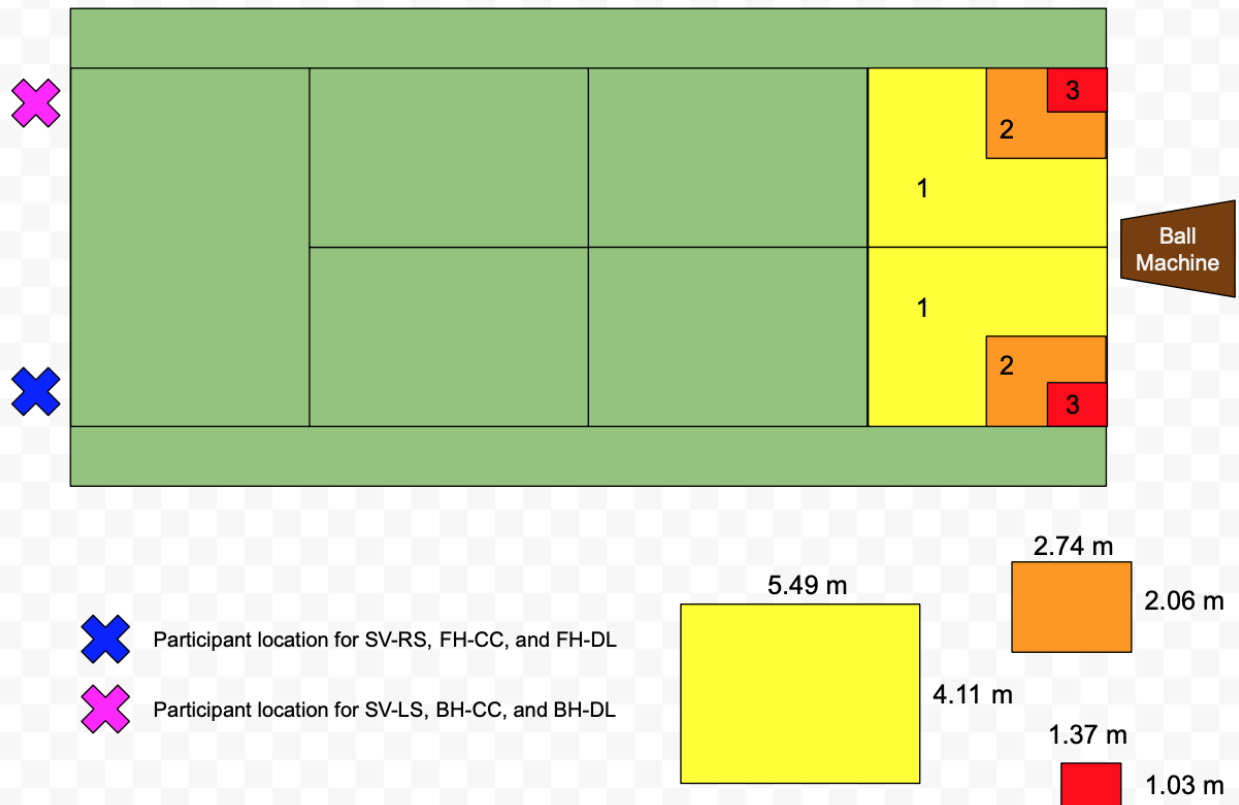 3
2
1
Ball
Machine
1
2
3
2.74 m
5.49 m
2.06 m
Participant location for SV-RS, FH-CC, and FH-DL
4.11 m
Participant location for SV-LS, BH-CC, and BH-DL
1.37 m
1.03 m